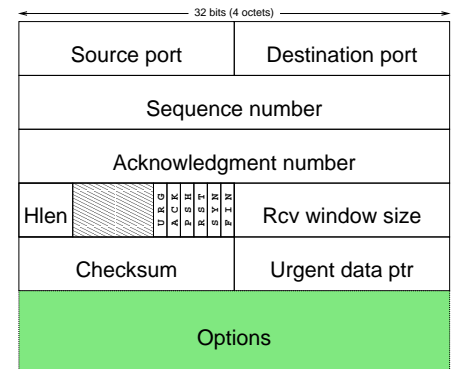 32 bits (4 octets)
Source port Destination port
Sequence number
Acknowledgment number
Hlen URG ACK PSH RST SYN FIN Rcv window size
Checksum Urgent data ptr
Options